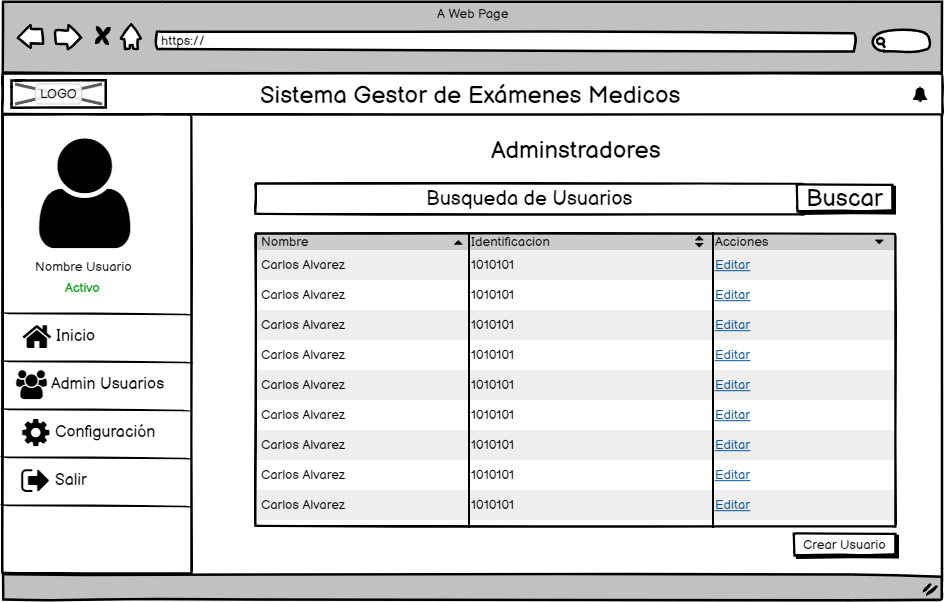 A Web Page
https://
LOGO
Sistema Gestor de Exámenes Medicos
Nombre Usuario
Activo
Inicio
Admin Usuarios
Configuración
Salir
Adminstradores
Busqueda de Usuarios Buscar
Nombre Identificacion Acciones
Carlos Alvarez 1010101 Editar
Carlos Alvarez 1010101 Editar
Carlos Alvarez 1010101 Editar
Carlos Alvarez 1010101 Editar
Carlos Alvarez 1010101 Editar
Carlos Alvarez 1010101 Editar
Carlos Alvarez 1010101 Editar
Carlos Alvarez 1010101 Editar
Carlos Alvarez 1010101 Editar
Crear Usuario